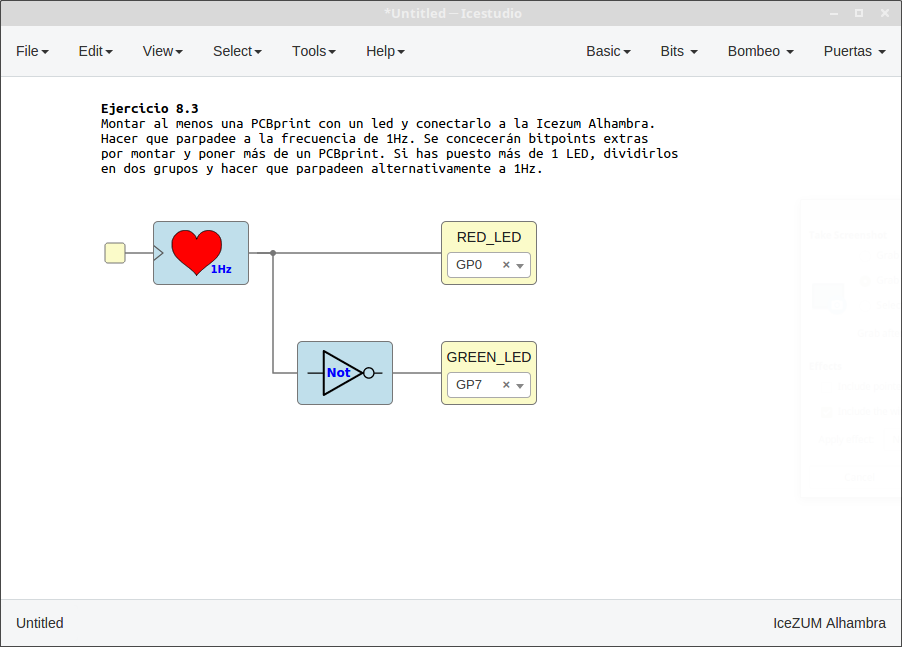 *Untitled – Icestudio
File Edit View Select Tools Help Basic Bits Bombeo Puertas
Ejercicio 8.3
Montar al menos una PCBprint con un led y conectarlo a la Icezum Alhambra.
Hacer que parpadee a la frecuencia de 1Hz. Se concecerán bitpoints extras
por montar y poner más de un PCBprint. Si has puesto más de 1 LED, dividirlos
en dos grupos y hacer que parpadeen alternativamente a 1Hz.
1Hz
RED_LED
GP0 ×
Not
GREEN_LED
GP7 ×
Untitled IceZUM Alhambra